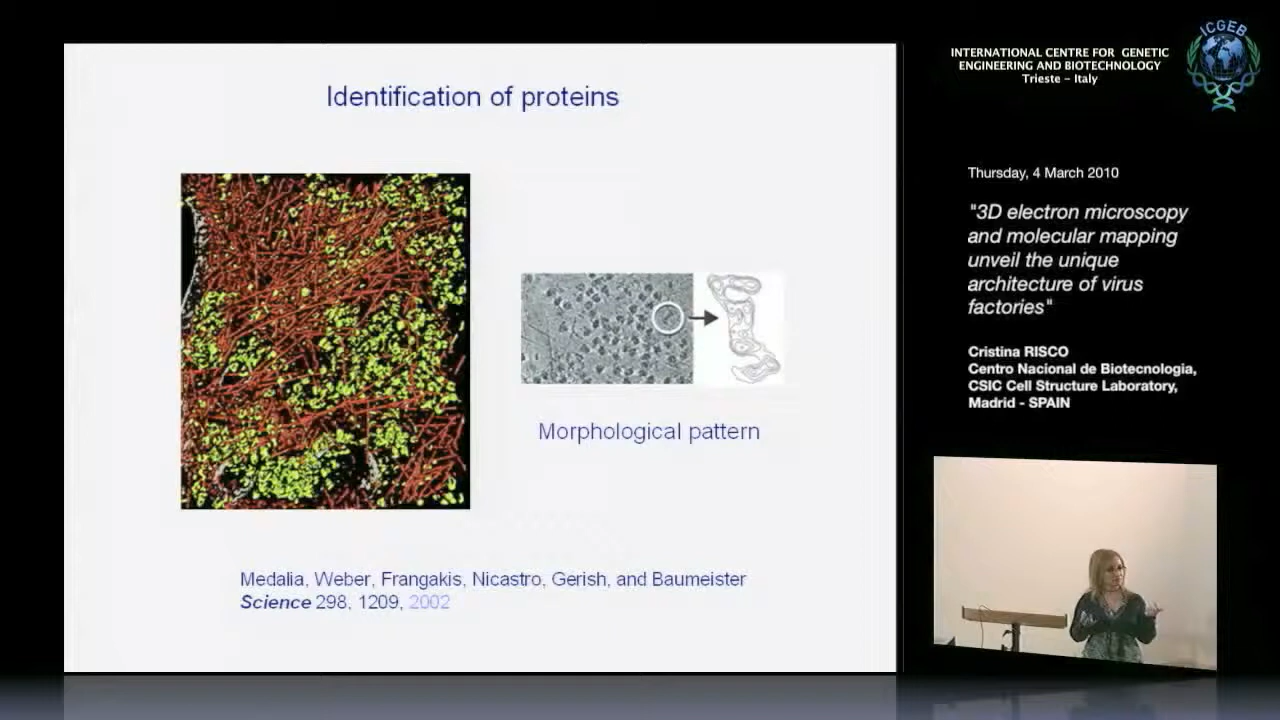 Identification of proteins
Morphological pattern
Medalia, Weber, Frangakis, Nicastro, Gerish, and Baumeister
Science 298, 1209, 2002
ICGEB
INTERNATIONAL CENTRE FOR GENETIC
ENGINEERING AND BIOTECHNOLOGY
Trieste - Italy
Thursday, 4 March 2010
"3D electron microscopy
and molecular mapping
unveil the unique
architecture of virus
factories"
Cristina RISCO
Centro Nacional de Biotecnologia,
CSIC Cell Structure Laboratory,
Madrid - SPAIN